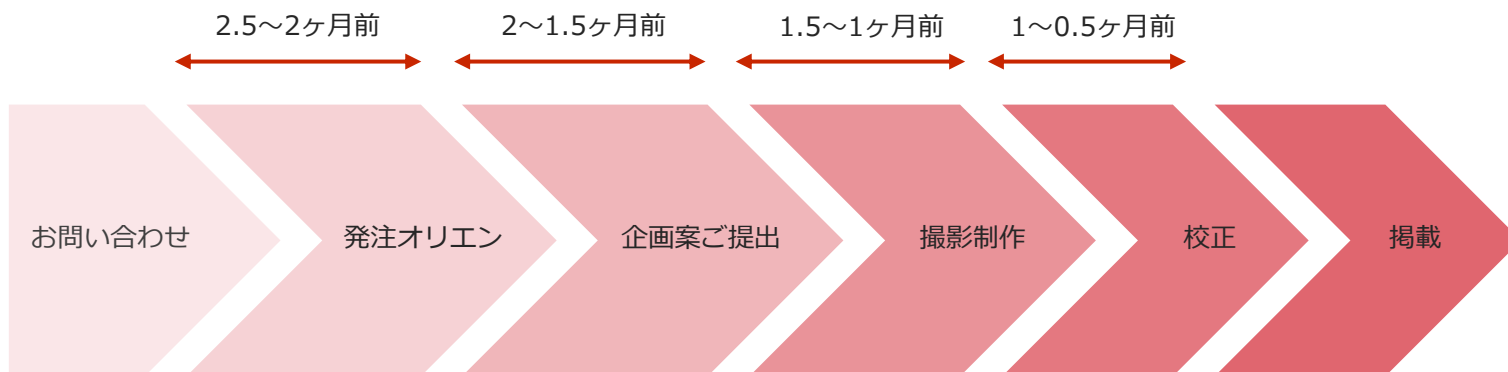 2.5～2ヶ月前
2～1.5ヶ月前
1.5～1ヶ月前
1～0.5ヶ月前
お問い合わせ
発注オリエン
企画案ご提出
撮影制作
校正
掲載